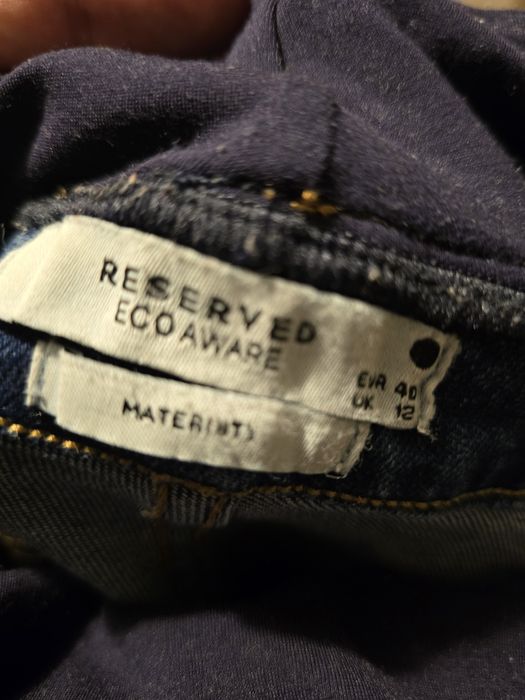 RESERVED
ECO AWARE
EUR 40
UK 12
MATERNITY